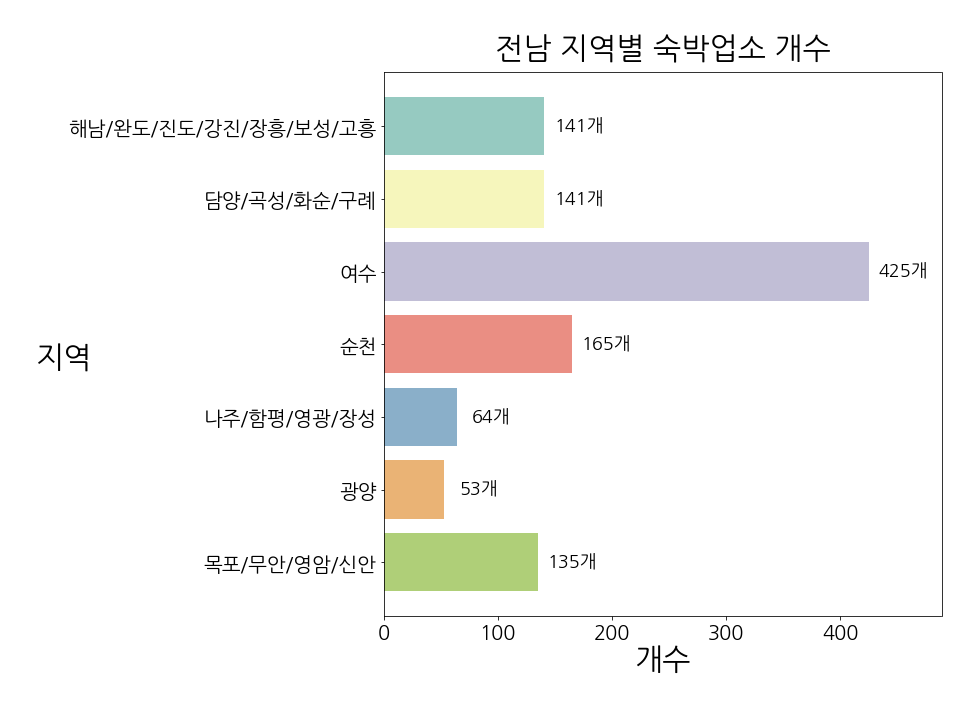 전남 지역별 숙박업소 개수
해남/완도/진도/강진/장흥/보성/고흥
141개
담양/곡성/화순/구례
141개
여수
425개
순천
165개
지역
나주/함평/영광/장성
64개
광양
53개
목포/무안/영암/신안
135개
0 100 200 300 400
개수